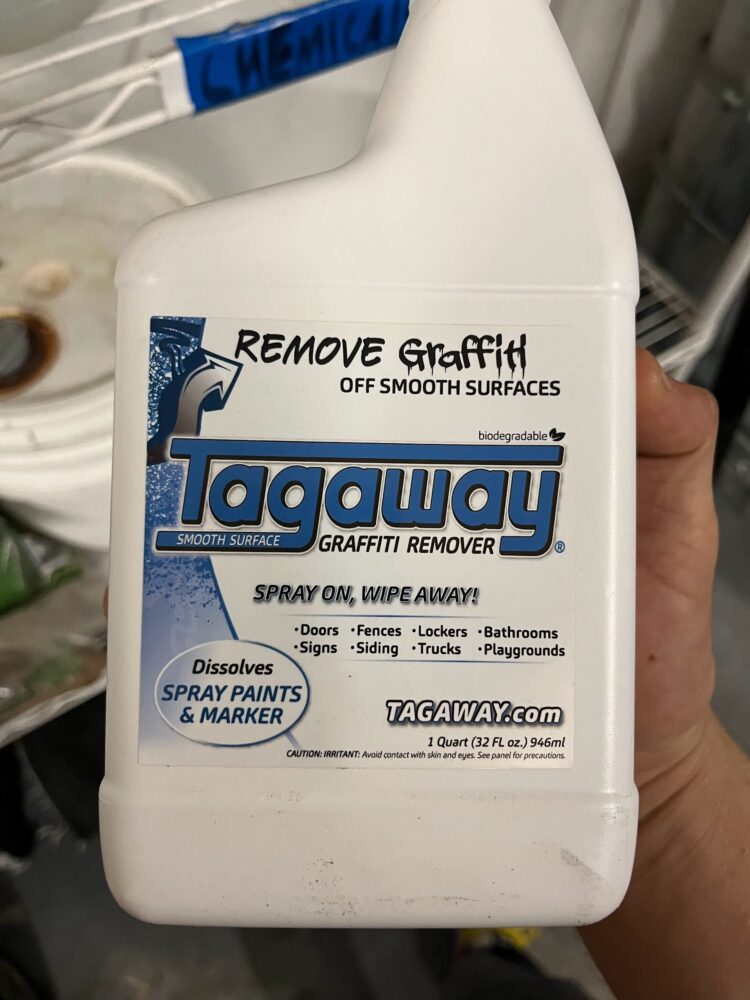 CHEMICAL
REMOVE Graffiti
OFF SMOOTH SURFACES
biodegradable
Tagaway®
SMOOTH SURFACE
GRAFFITI REMOVER
SPRAY ON, WIPE AWAY!
•Doors •Fences •Lockers •Bathrooms
•Signs •Siding •Trucks •Playgrounds
Dissolves
SPRAY PAINTS
& MARKER
TAGAWAY.com
1 Quart (32 FL oz.) 946ml
CAUTION: IRRITANT: Avoid contact with skin and eyes. See panel for precautions.